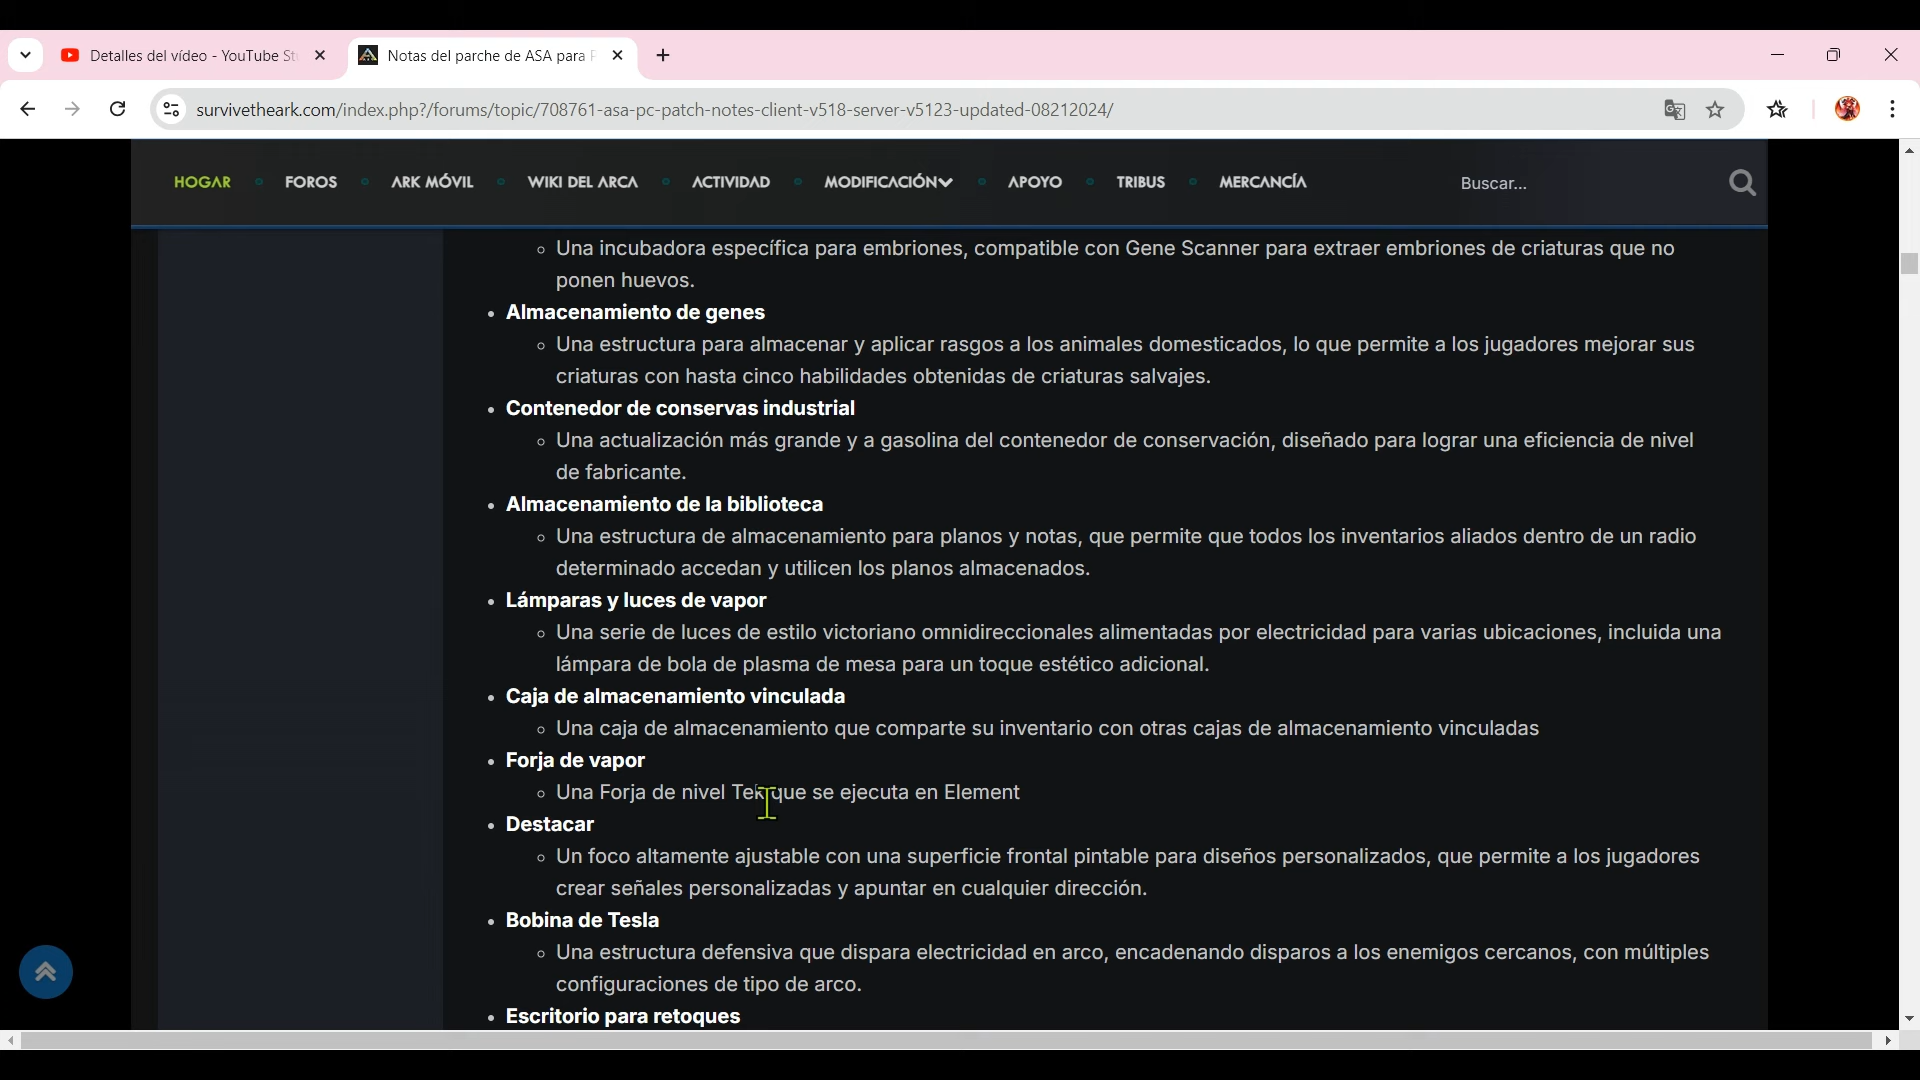 Detalles del vídeo - YouTube St
Notas del parche de ASA para P
survivetheark.com/index.php?/forums/topic/708761-asa-pc-patch-notes-client-v518-server-v5123-updated-08212024/
HOGAR FOROS ARK MÓVIL WIKI DEL ARCA ACTIVIDAD MODIFICACIÓN APOYO TRIBUS MERCANCÍA Buscar...
Una incubadora específica para embriones, compatible con Gene Scanner para extraer embriones de criaturas que no
ponen huevos.
Almacenamiento de genes
Una estructura para almacenar y aplicar rasgos a los animales domesticados, lo que permite a los jugadores mejorar sus
criaturas con hasta cinco habilidades obtenidas de criaturas salvajes.
Contenedor de conservas industrial
Una actualización más grande y a gasolina del contenedor de conservación, diseñado para lograr una eficiencia de nivel
de fabricante.
Almacenamiento de la biblioteca
Una estructura de almacenamiento para planos y notas, que permite que todos los inventarios aliados dentro de un radio
determinado accedan y utilicen los planos almacenados.
Lámparas y luces de vapor
Una serie de luces de estilo victoriano omnidireccionales alimentadas por electricidad para varias ubicaciones, incluida una
lámpara de bola de plasma de mesa para un toque estético adicional.
Caja de almacenamiento vinculada
Una caja de almacenamiento que comparte su inventario con otras cajas de almacenamiento vinculadas
Forja de vapor
Una Forja de nivel Tek que se ejecuta en Element
Destacar
Un foco altamente ajustable con una superficie frontal pintable para diseños personalizados, que permite a los jugadores
crear señales personalizadas y apuntar en cualquier dirección.
Bobina de Tesla
Una estructura defensiva que dispara electricidad en arco, encadenando disparos a los enemigos cercanos, con múltiples
configuraciones de tipo de arco.
Escritorio para retoques